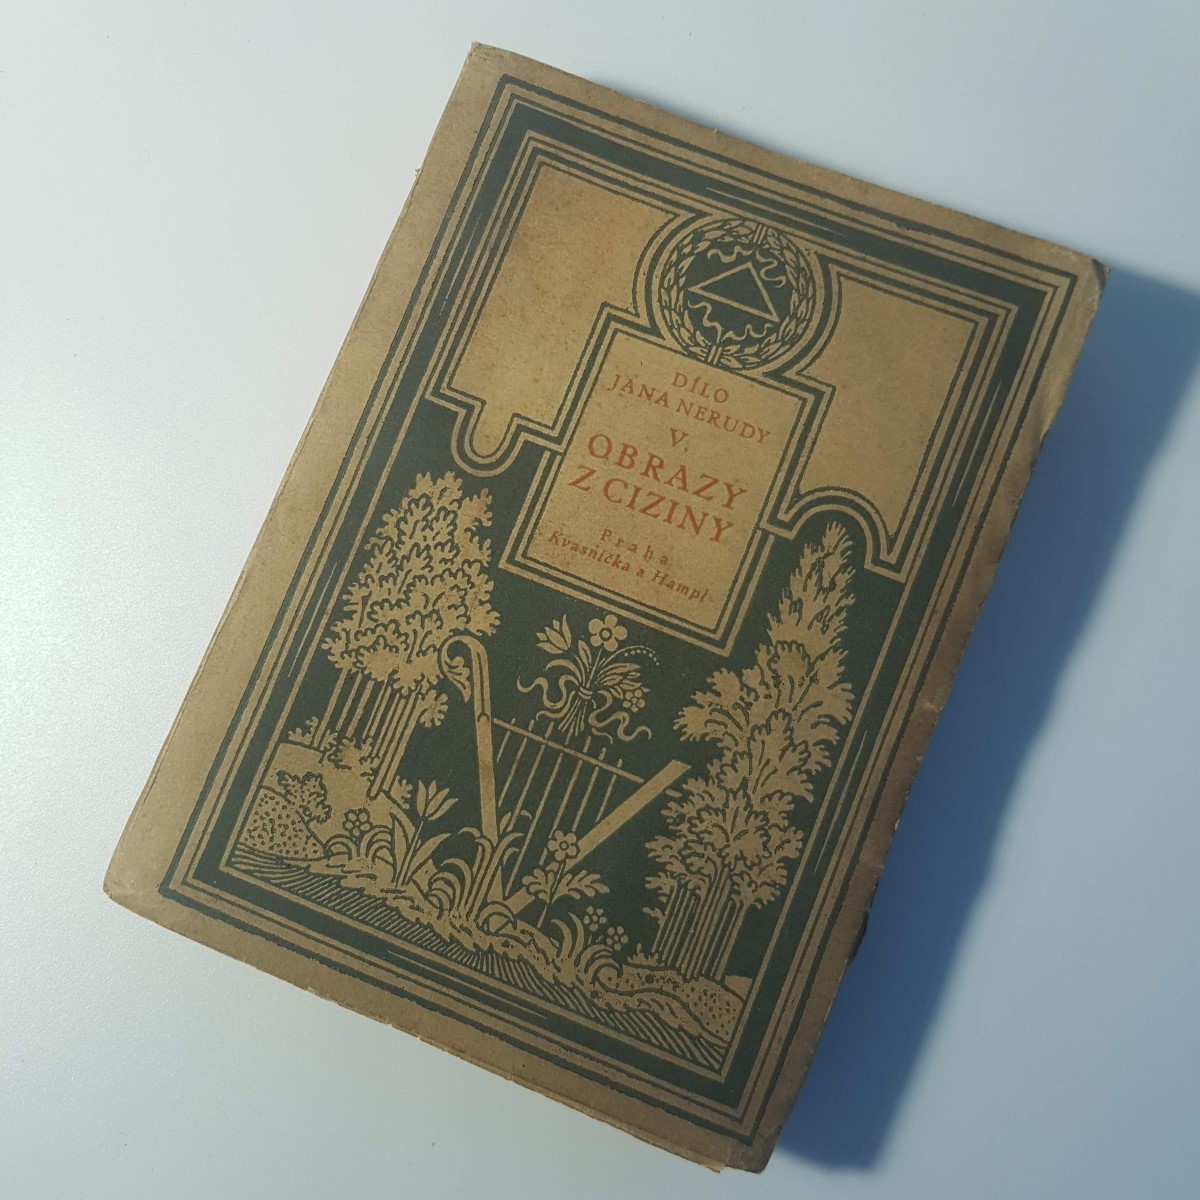 DÍLO
JANA NERUDY
V.
OBRAZY
Z CIZINY
Praha
Kvasnička a Hampl